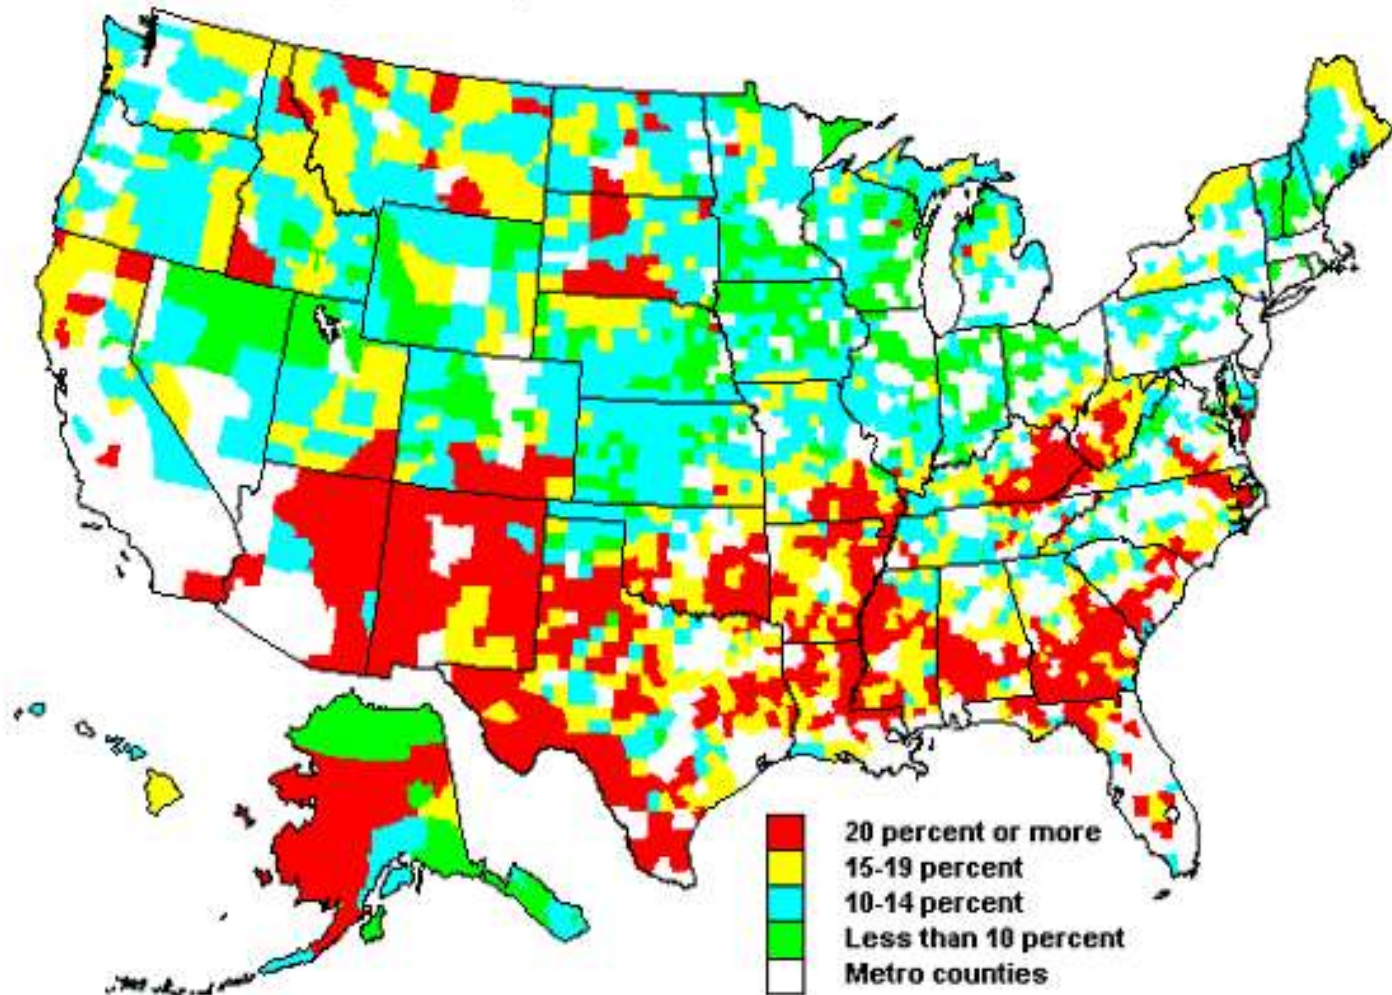 20 percent or more
15-19 percent
10-14 percent
Less than 10 percent
Metro counties